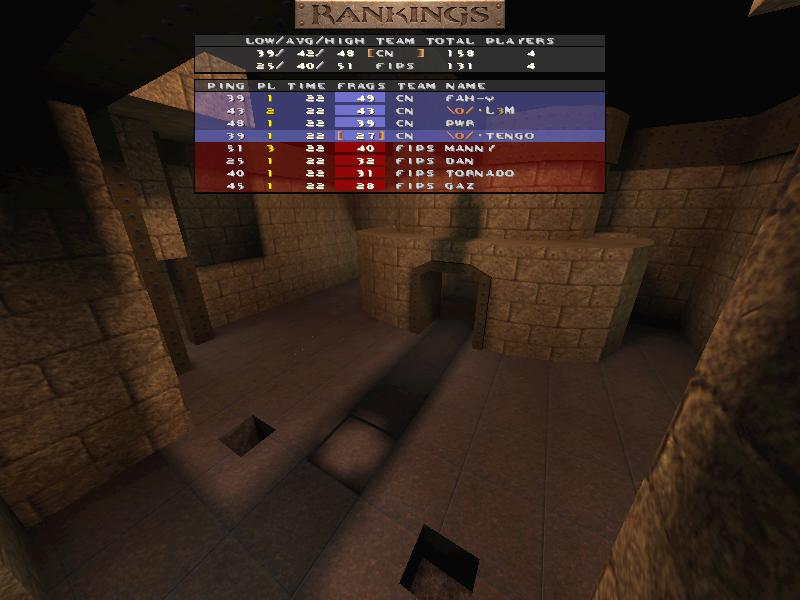 RANKINGS
LOW/AVG/HIGH TEAM TOTAL PLAYERS
39/ 42/ 48 [CN ] 158 4
25/ 40/ 51 FIPS 131 4
PING PL TIME FRAGS TEAM NAME
39 1 22 49 CN FAH-Y
43 2 22 43 CN \O/·L3M
48 1 22 39 CN PWR
39 1 22 [ 27] CN \O/·TENGO
51 3 22 40 FIPS MANNY
25 1 22 32 FIPS DAN
40 1 22 31 FIPS TORNADO
45 1 22 28 FIPS GAZ